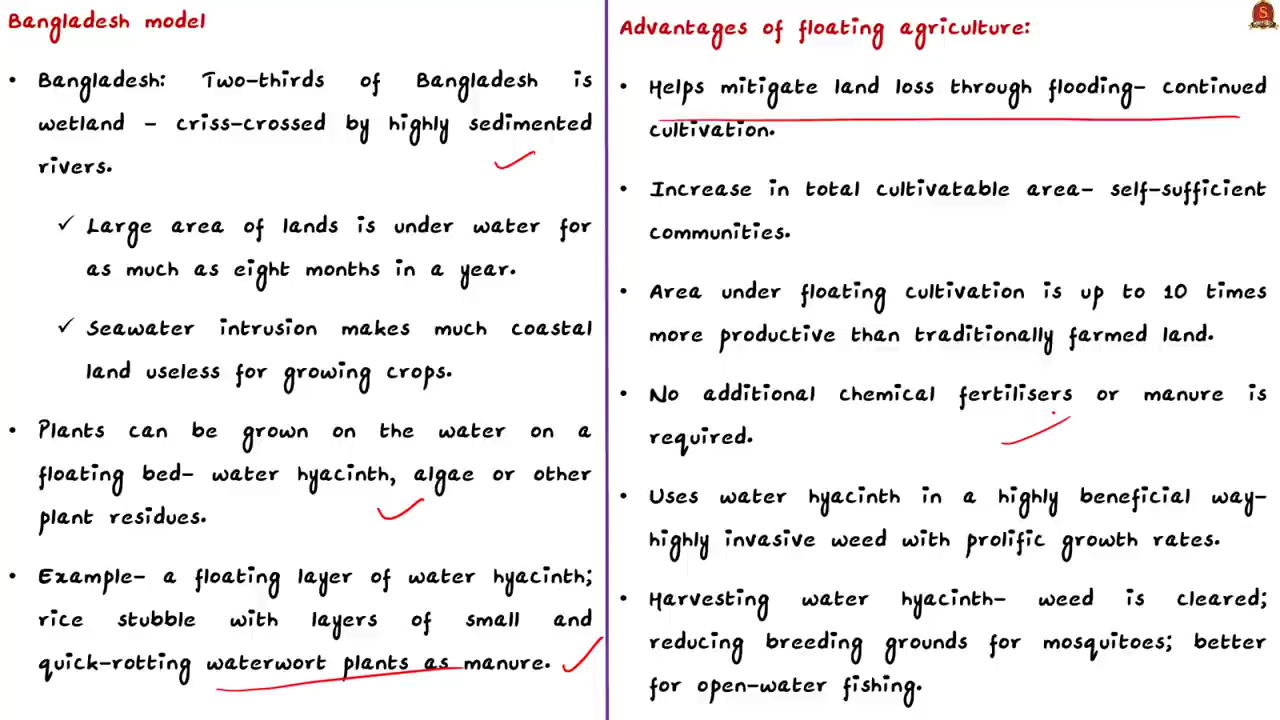 Bangladesh model
• Bangladesh: Two-thirds of Bangladesh is
wetland - criss-crossed by highly sedimented
rivers.
✓ Large area of lands is under water for
as much as eight months in a year.
✓ Seawater intrusion makes much coastal
land useless for growing crops.
• Plants can be grown on the water on a
floating bed- water hyacinth, algae or other
plant residues.
• Example- a floating layer of water hyacinth;
rice stubble with layers of small and
quick-rotting waterwort plants as manure.
Advantages of floating agriculture:
• Helps mitigate land loss through flooding- continued
cultivation.
• Increase in total cultivatable area- self-sufficient
communities.
• Area under floating cultivation is up to 10 times
more productive than traditionally farmed land.
• No additional chemical fertilisers or manure is
required.
• Uses water hyacinth in a highly beneficial way-
highly invasive weed with prolific growth rates.
• Harvesting water hyacinth- weed is cleared;
reducing breeding grounds for mosquitoes; better
for open-water fishing.